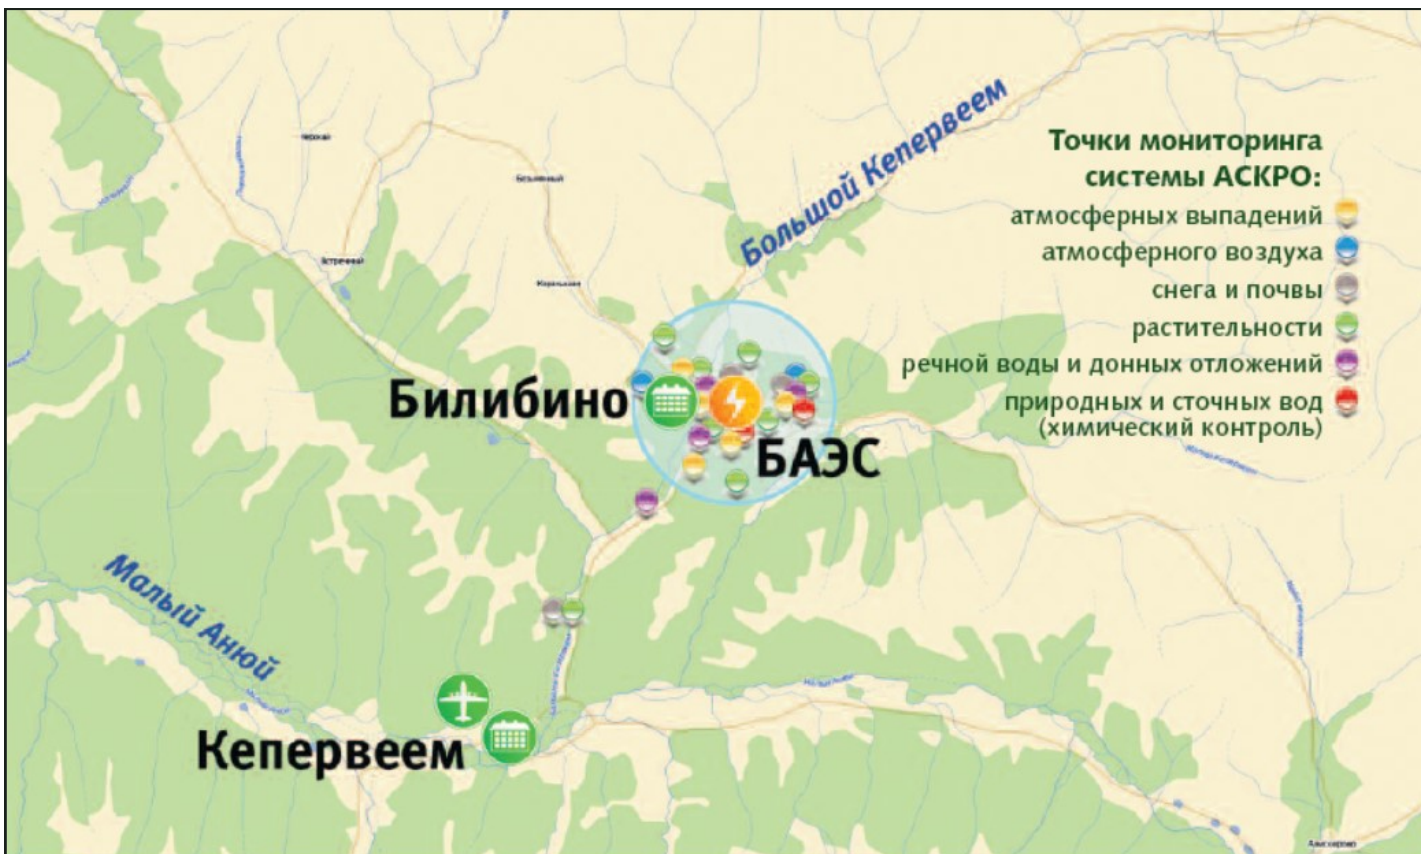 Большой Кепервеем
Точки мониторинга
системы АСКРО:
атмосферных выпадений
атмосферного воздуха
снега и почвы
растительности
речной воды и донных отложений
природных и сточных вод
(химический контроль)
Встречный
Билибино
БАЭС
Малый Анюй
Кепервеем